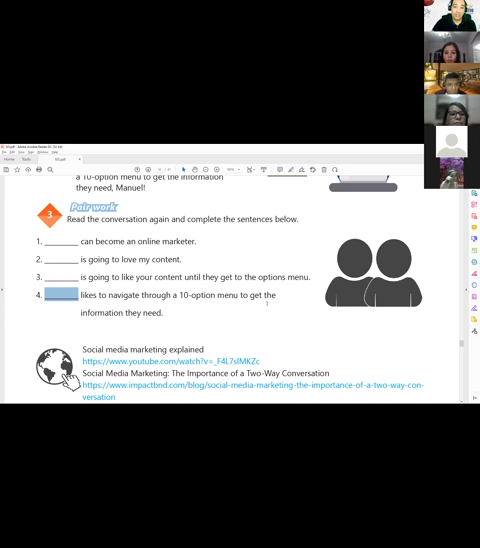 Home Tools
a 10-option menu to get the information
they need, Manuel!
3
Pair work
Read the conversation again and complete the sentences below.
1. ________ can become an online marketer.
2. ________ is going to love my content.
3. ________ is going to like your content until they get to the options menu.
4. ________ likes to navigate through a 10-option menu to get the
information they need.
Social media marketing explained
https://www.youtube.com/watch?v=_F4L7slMKZc
Social Media Marketing: The Importance of a Two-Way Conversation
https://www.impactbnd.com/blog/social-media-marketing-the-importance-of-a-two-way-con-
versation